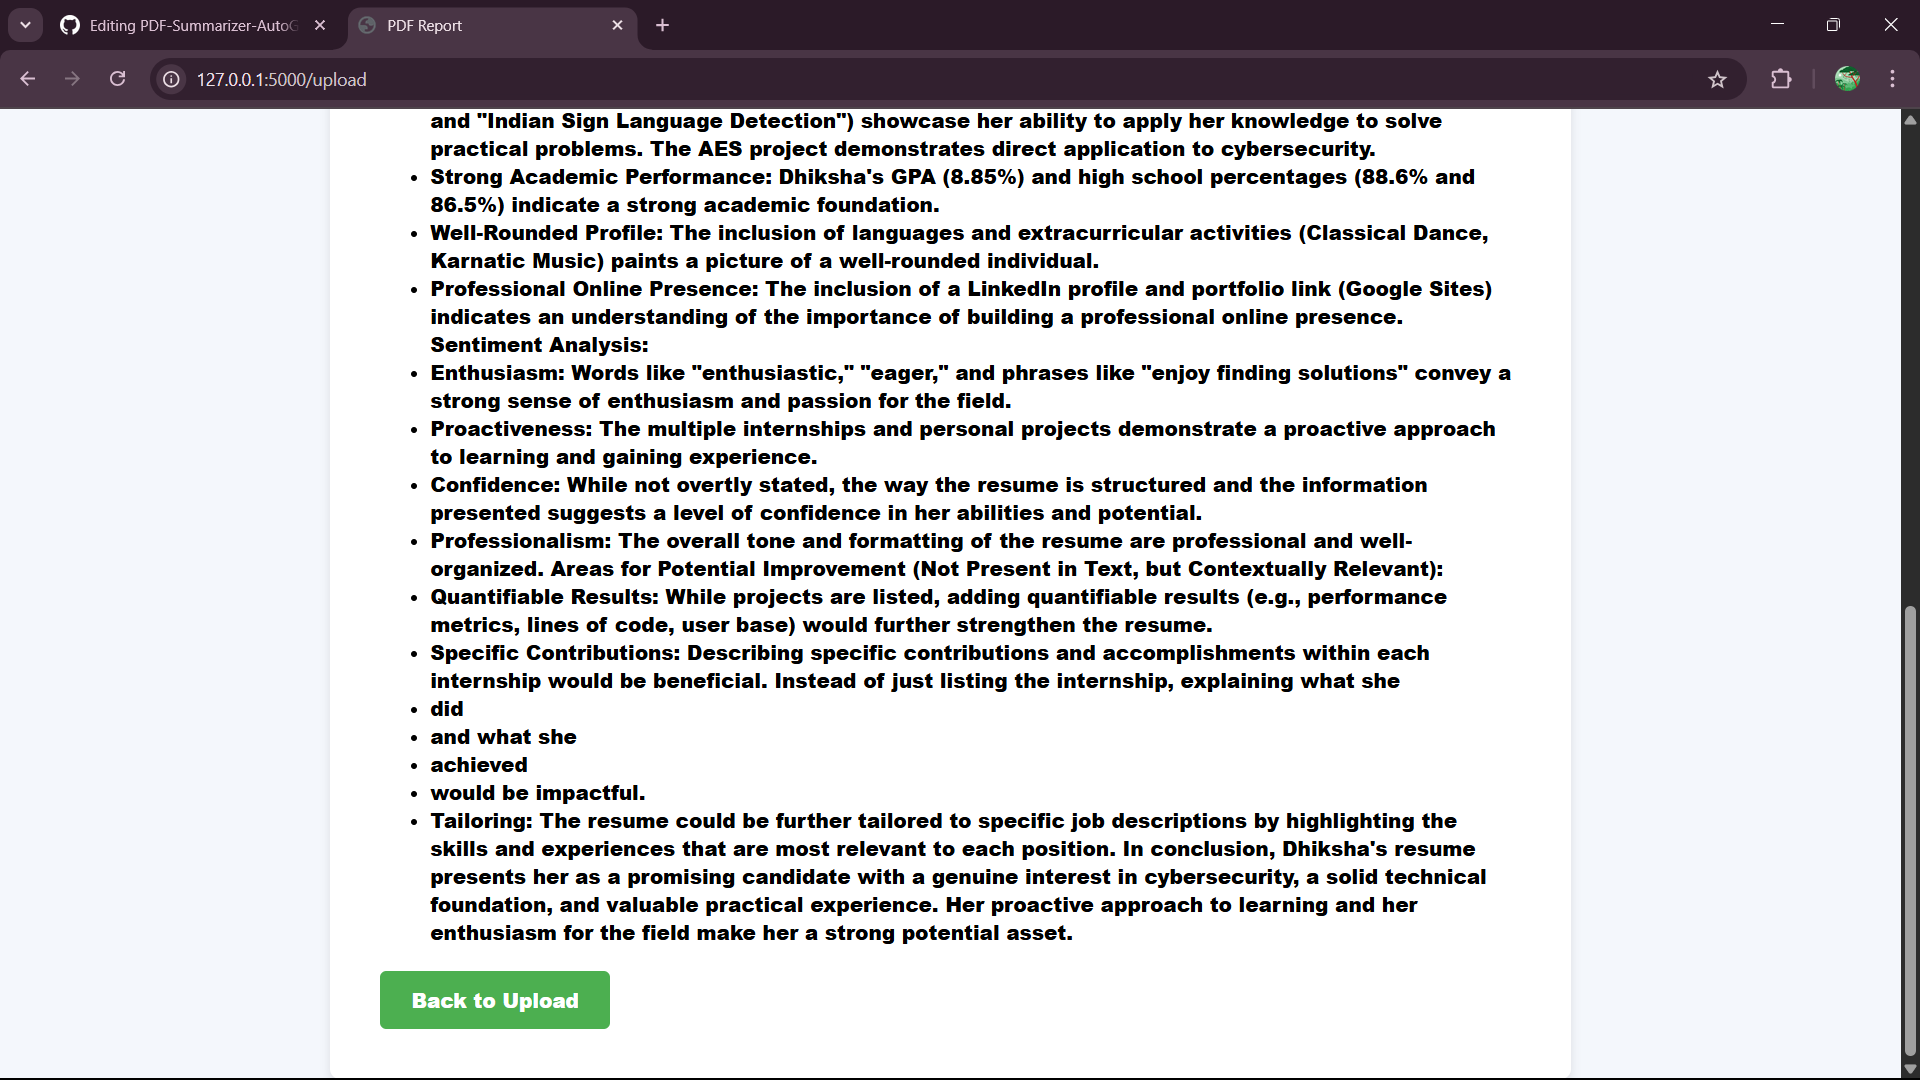 Editing PDF-Summarizer-AutoG
PDF Report
127.0.0.1:5000/upload
and "Indian Sign Language Detection") showcase her ability to apply her knowledge to solve
practical problems. The AES project demonstrates direct application to cybersecurity.
• Strong Academic Performance: Dhiksha's GPA (8.85%) and high school percentages (88.6% and
86.5%) indicate a strong academic foundation.
• Well-Rounded Profile: The inclusion of languages and extracurricular activities (Classical Dance,
Karnatic Music) paints a picture of a well-rounded individual.
• Professional Online Presence: The inclusion of a LinkedIn profile and portfolio link (Google Sites)
indicates an understanding of the importance of building a professional online presence.
Sentiment Analysis:
• Enthusiasm: Words like "enthusiastic," "eager," and phrases like "enjoy finding solutions" convey a
strong sense of enthusiasm and passion for the field.
• Proactiveness: The multiple internships and personal projects demonstrate a proactive approach
to learning and gaining experience.
• Confidence: While not overtly stated, the way the resume is structured and the information
presented suggests a level of confidence in her abilities and potential.
• Professionalism: The overall tone and formatting of the resume are professional and well-
organized. Areas for Potential Improvement (Not Present in Text, but Contextually Relevant):
• Quantifiable Results: While projects are listed, adding quantifiable results (e.g., performance
metrics, lines of code, user base) would further strengthen the resume.
• Specific Contributions: Describing specific contributions and accomplishments within each
internship would be beneficial. Instead of just listing the internship, explaining what she
• did
• and what she
• achieved
• would be impactful.
• Tailoring: The resume could be further tailored to specific job descriptions by highlighting the
skills and experiences that are most relevant to each position. In conclusion, Dhiksha's resume
presents her as a promising candidate with a genuine interest in cybersecurity, a solid technical
foundation, and valuable practical experience. Her proactive approach to learning and her
enthusiasm for the field make her a strong potential asset.
Back to Upload